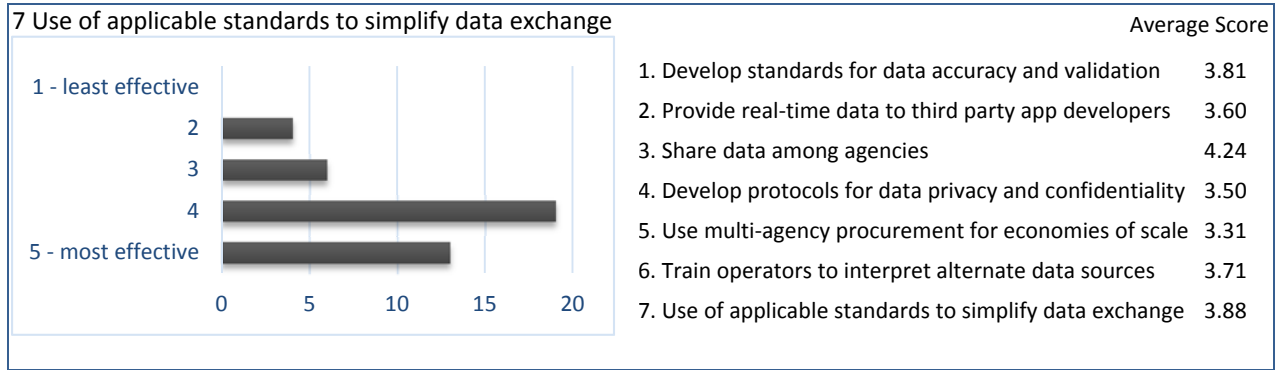 7 Use of applicable standards to simplify data exchange
1 - least effective
2
3
4
5 - most effective
0 5 10 15 20
Average Score
1. Develop standards for data accuracy and validation 3.81
2. Provide real-time data to third party app developers 3.60
3. Share data among agencies 4.24
4. Develop protocols for data privacy and confidentiality 3.50
5. Use multi-agency procurement for economies of scale 3.31
6. Train operators to interpret alternate data sources 3.71
7. Use of applicable standards to simplify data exchange 3.88